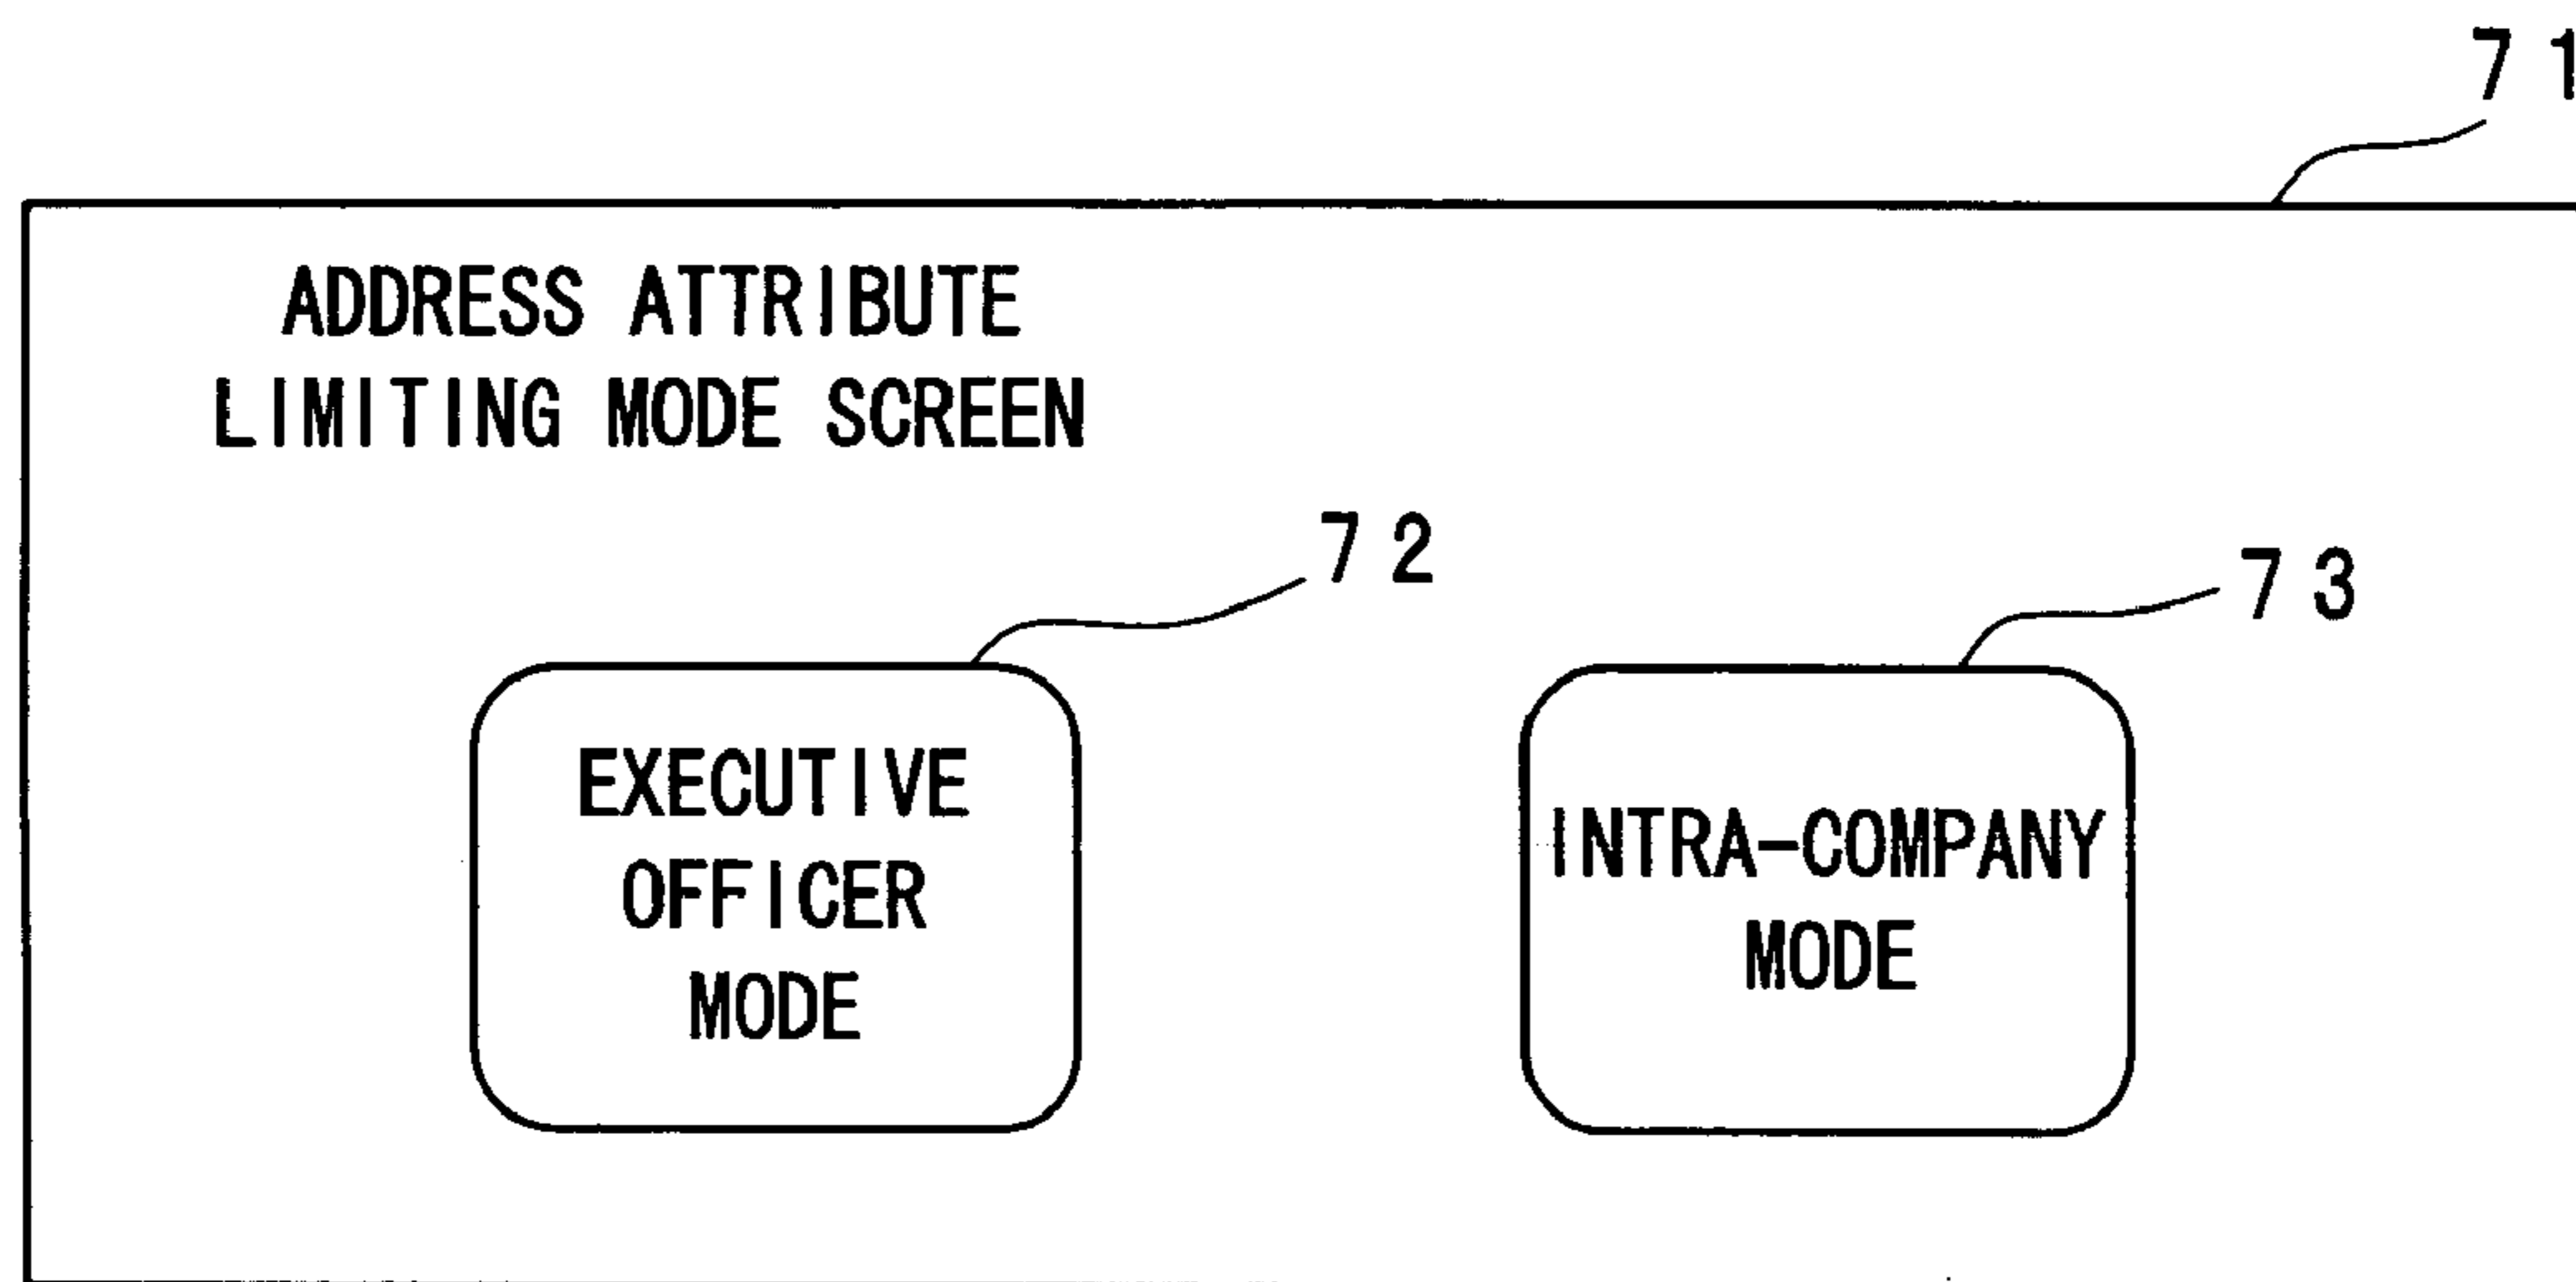 71
ADDRESS ATTRIBUTE
LIMITING MODE SCREEN
72
73
EXECUTIVE
OFFICER
MODE
INTRA-COMPANY
MODE